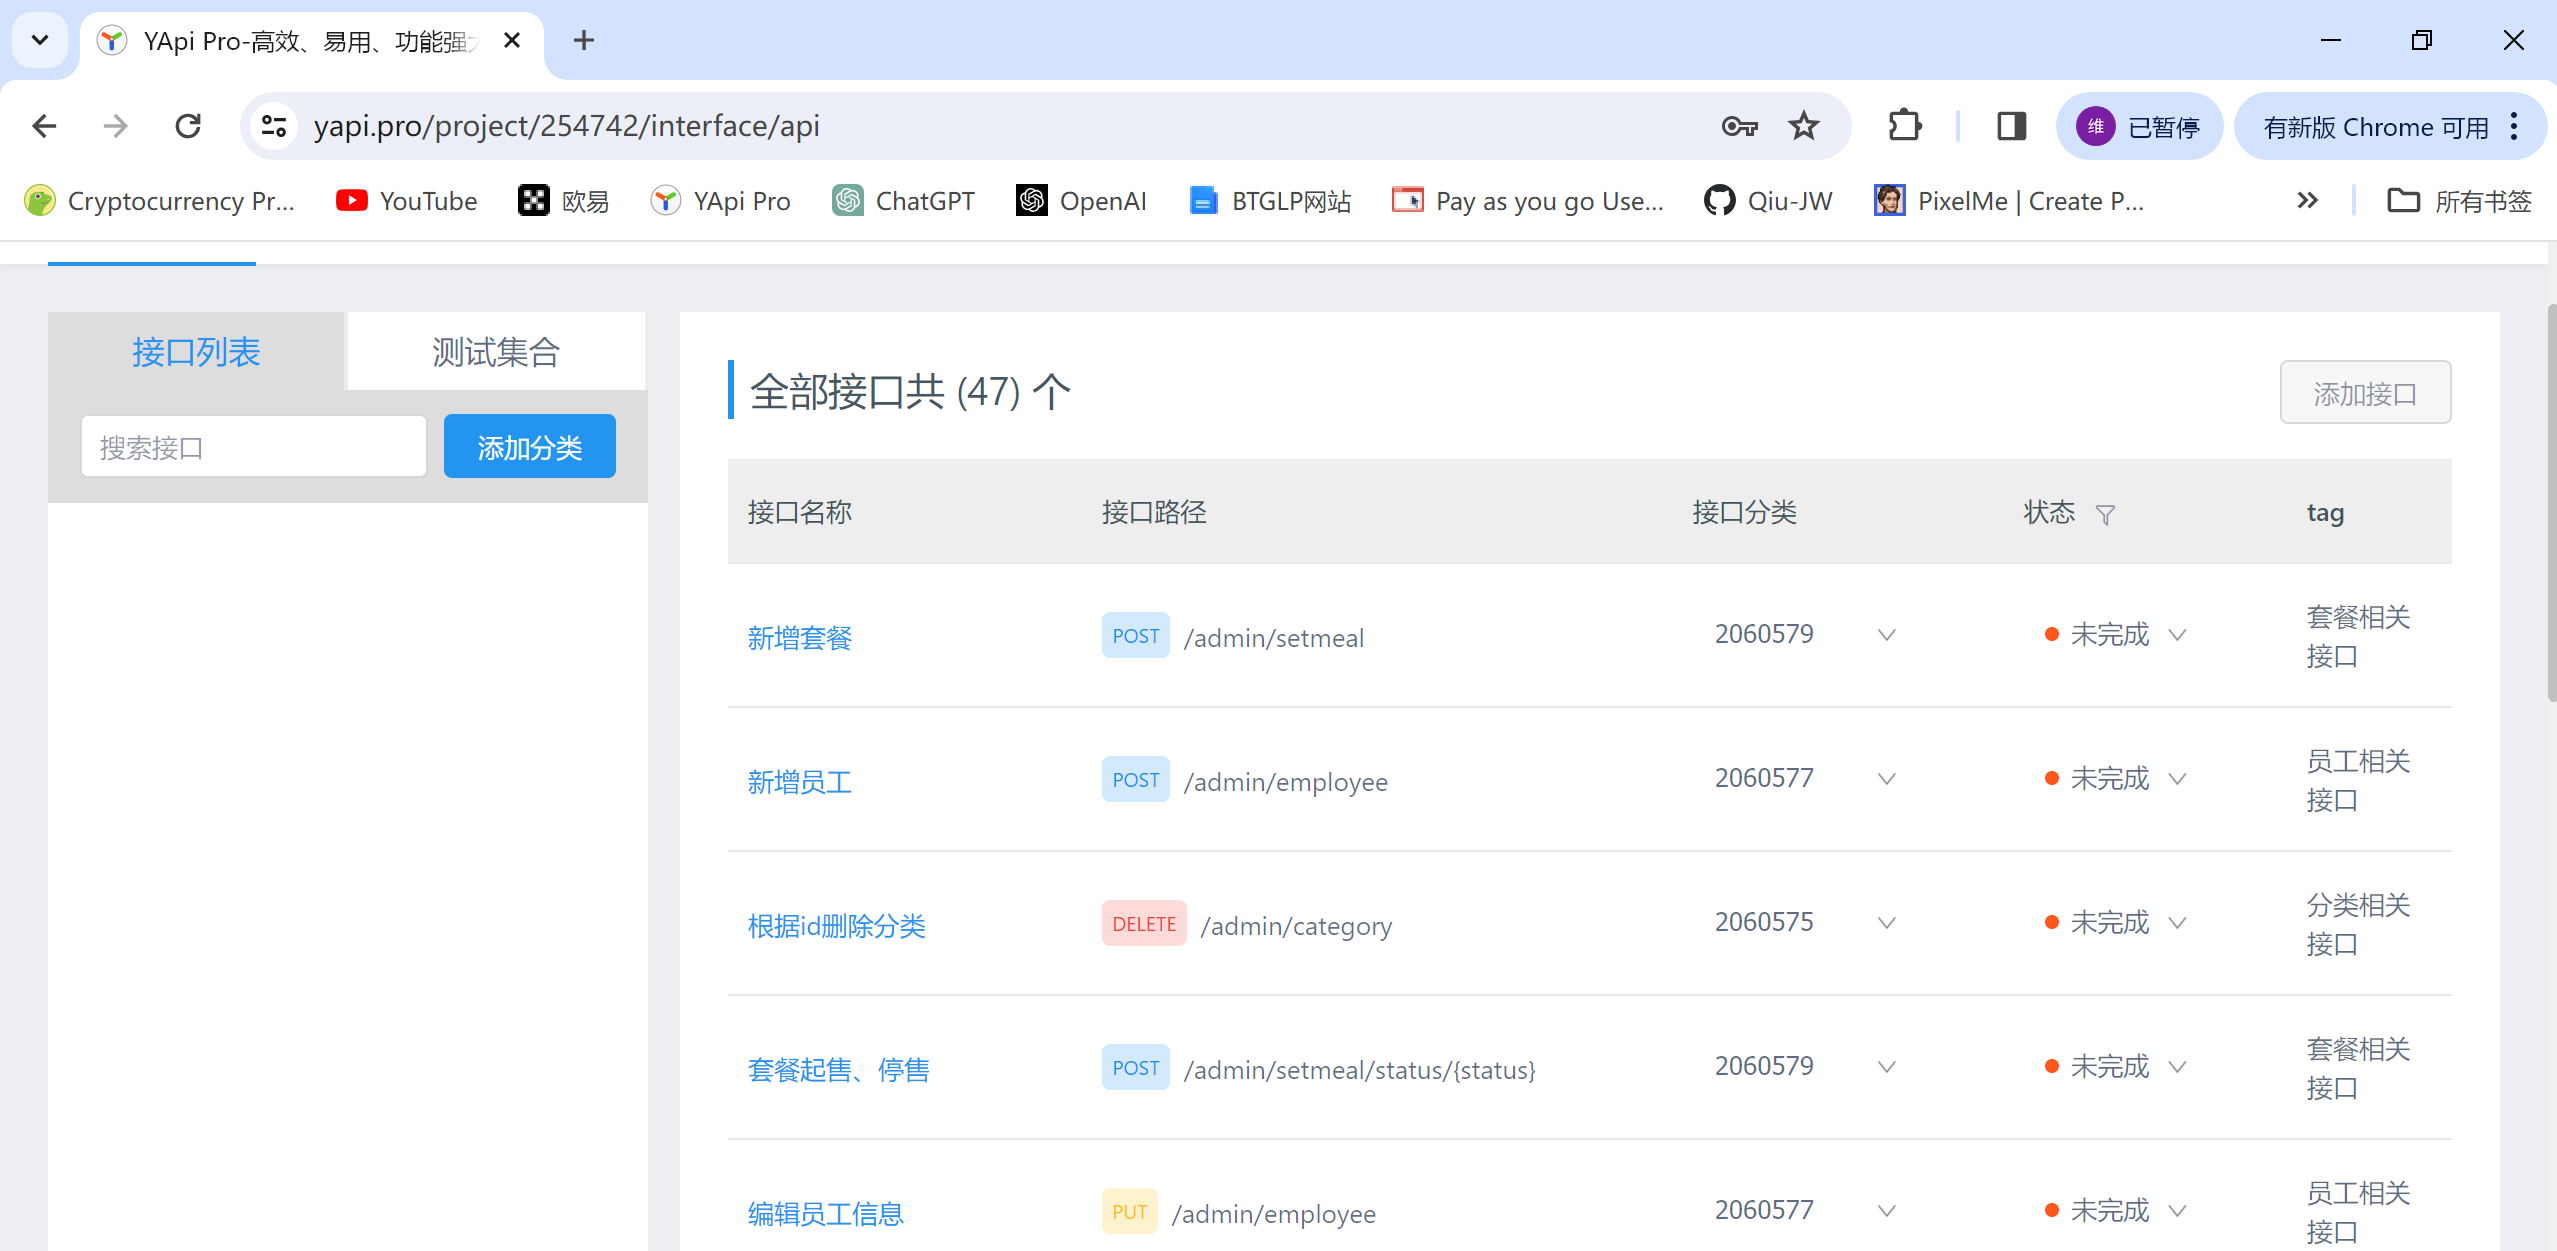 YApi Pro-高效、易用、功能强
yapi.pro/project/254742/interface/api
维 已暂停
有新版 Chrome 可用
Cryptocurrency Pr... YouTube 欧易 YApi Pro ChatGPT OpenAI BTGLP网站 Pay as you go Use... Qiu-JW PixelMe | Create P... 所有书签
接口列表 测试集合
搜索接口 添加分类
全部接口共 (47) 个
添加接口
接口名称 接口路径 接口分类 状态 tag
新增套餐 POST /admin/setmeal 2060579 未完成 套餐相关
接口
新增员工 POST /admin/employee 2060577 未完成 员工相关
接口
根据id删除分类 DELETE /admin/category 2060575 未完成 分类相关
接口
套餐起售、停售 POST /admin/setmeal/status/{status} 2060579 未完成 套餐相关
接口
编辑员工信息 PUT /admin/employee 2060577 未完成 员工相关
接口